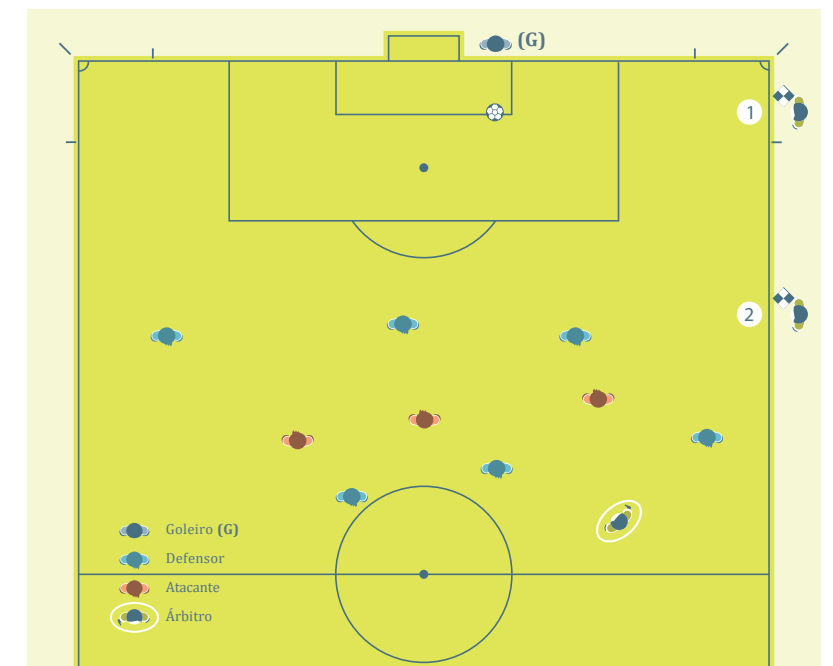 (G)
1
2
Goleiro (G)
Defensor
Atacante
Árbitro